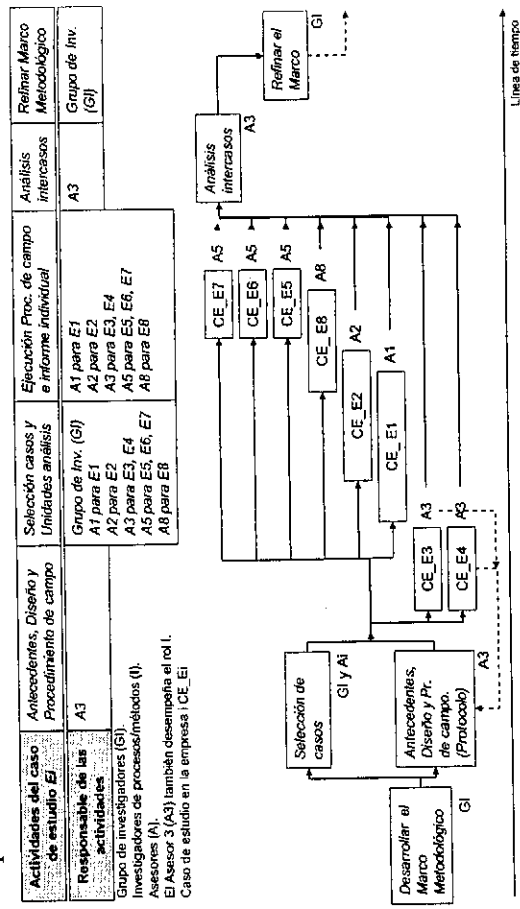 Actividades del caso
de estudio Ei
Antecedentes, Diseño y
Procedimiento de campo
Selección casos y
Unidades análisis
Ejecución Proc. de campo
e informe individual
Análisis
intercasos
Refinar Marco
Metodológico
Responsable de las
actividades
A3
Grupo de Inv. (GI)
A1 para E1
A2 para E2
A3 para E3, E4
A5 para E5, E6, E7
A8 para E8
A1 para E1
A2 para E2
A3 para E3, E4
A5 para E5, E6, E7
A8 para E8
A3
Grupo de Inv.
(GI)
Grupo de investigadores (GI).
Investigadores de procesos/métodos (I).
Asesores (A).
El Asesor 3 (A3) también desempeña el rol I.
Caso de estudio en la empresa i CE_Ei
Desarrollar el
Marco
Metodológico
GI
Selección de
casos
GI y Ai
Antecedentes,
Diseño y Pr.
de campo.
(Protocolo)
A3
CE_E7
A5
CE_E6
A5
CE_E5
A5
CE_E8
A8
CE_E2
A2
CE_E1
A1
CE_E3
A3
CE_E4
A3
Análisis
intercasos
A3
Refinar el
Marco
GI
Línea de tiempo